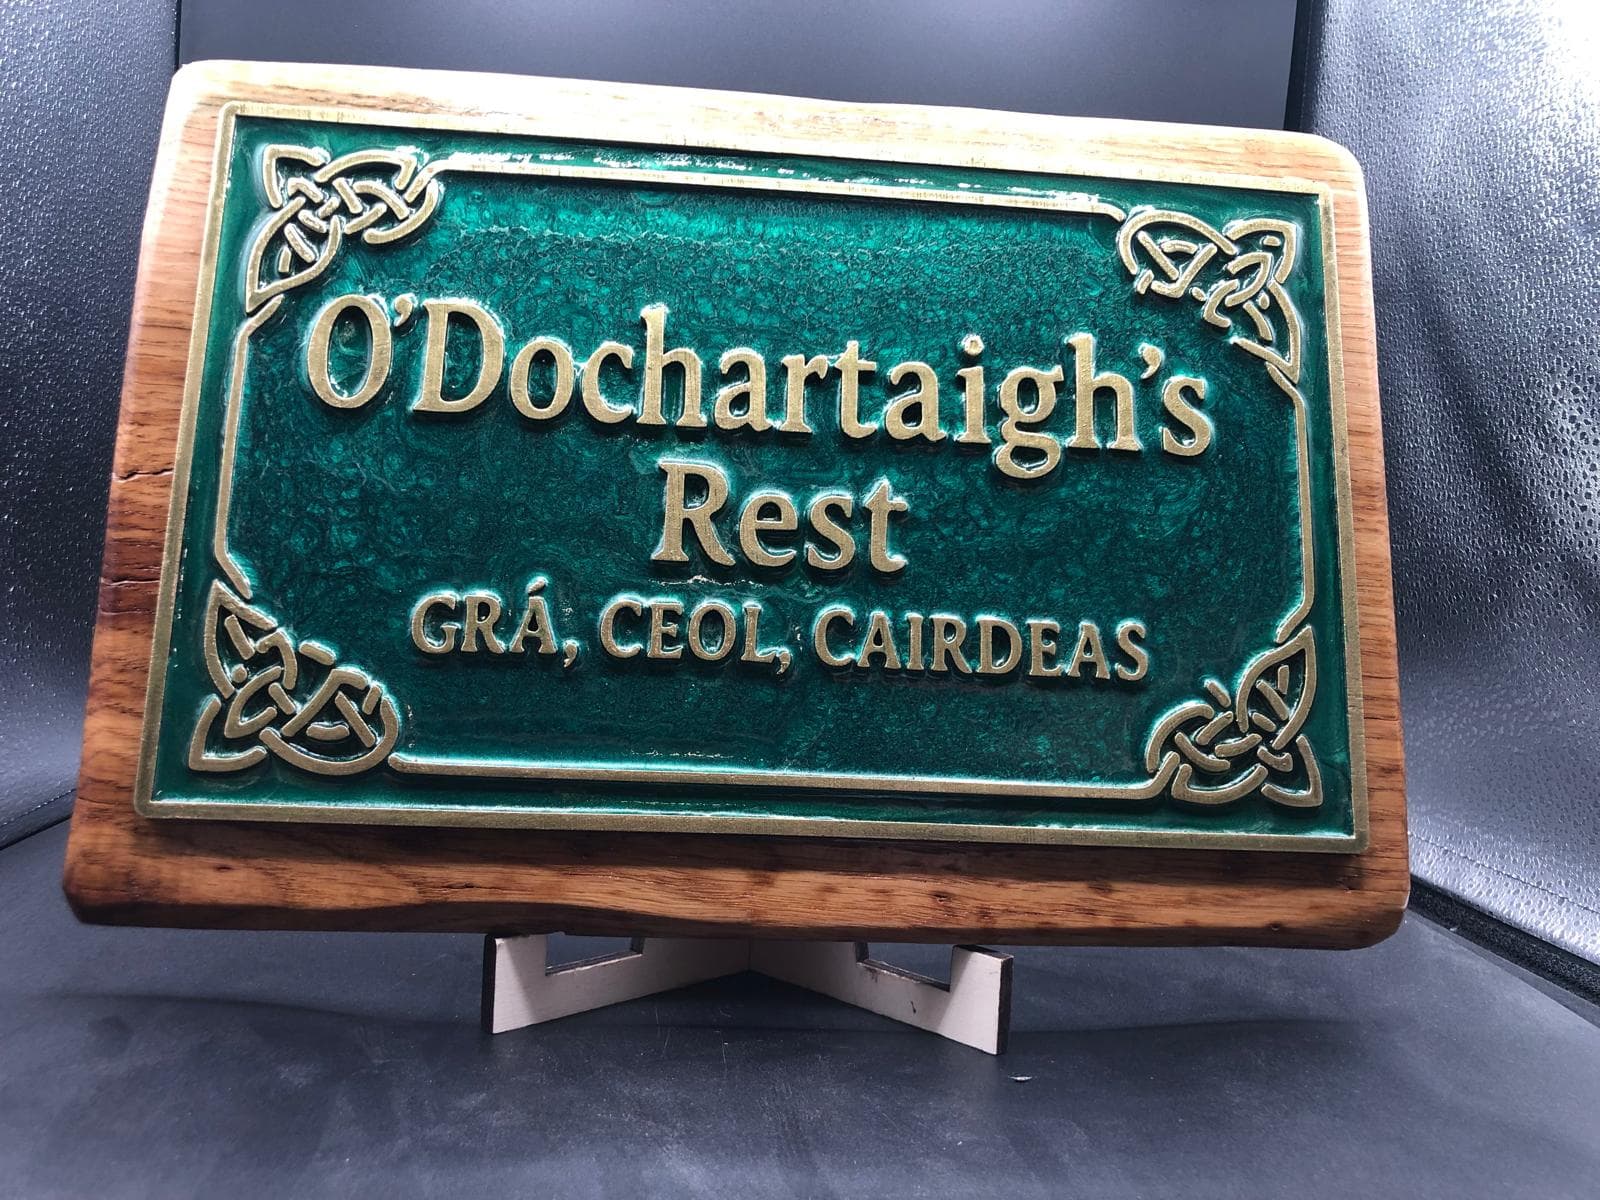 O'Dochartaigh's
Rest
GRÁ, CEOL, CAIRDEAS